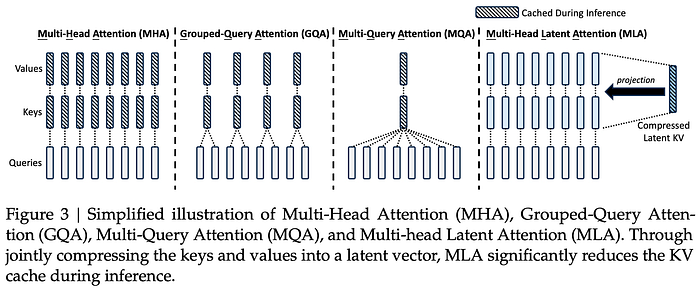 Cached During Inference
Multi-Head Attention (MHA) Grouped-Query Attention (GQA) Multi-Query Attention (MQA) Multi-Head Latent Attention (MLA)
Values
projection
Keys
Compressed
Latent KV
Queries
Figure 3 | Simplified illustration of Multi-Head Attention (MHA), Grouped-Query Atten-
tion (GQA), Multi-Query Attention (MQA), and Multi-head Latent Attention (MLA). Through
jointly compressing the keys and values into a latent vector, MLA significantly reduces the KV
cache during inference.